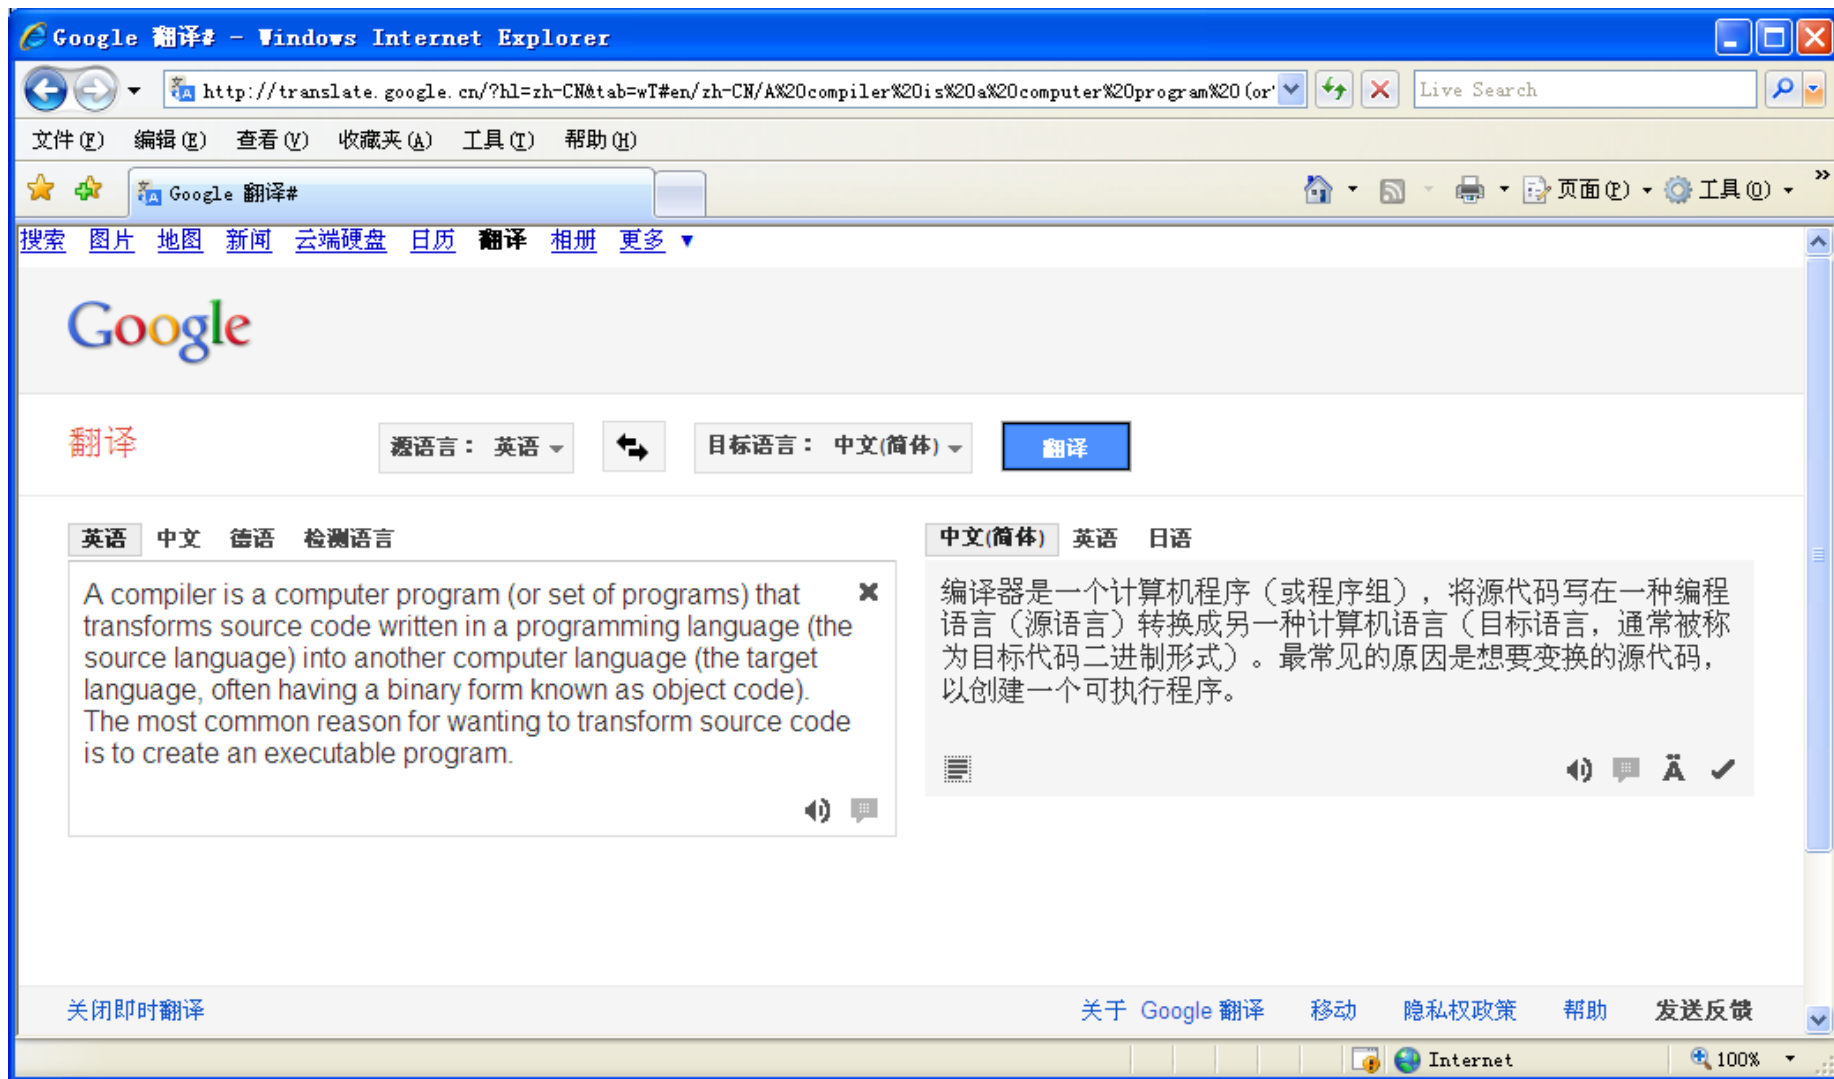 Google 翻译# - Windows Internet Explorer
http://translate.google.cn/?hl=zh-CN&tab=wT#en/zh-CN/A%20compiler%20is%20a%20computer%20program%20(or'
Live Search
文件(F) 编辑(E) 查看(V) 收藏夹(A) 工具(T) 帮助(H)
Google 翻译#
页面(P) 工具(O)
搜索 图片 地图 新闻 云端硬盘 日历 翻译 相册 更多 ▼
Google
翻译 源语言： 英语 目标语言： 中文(简体) 翻译
英语 中文 德语 检测语言
A compiler is a computer program (or set of programs) that
transforms source code written in a programming language (the
source language) into another computer language (the target
language, often having a binary form known as object code).
The most common reason for wanting to transform source code
is to create an executable program.
中文(简体) 英语 日语
编译器是一个计算机程序（或程序组），将源代码写在一种编程
语言（源语言）转换成另一种计算机语言（目标语言，通常被称
为目标代码二进制形式）。最常见的原因是想要变换的源代码，
以创建一个可执行程序。
Ä
关闭即时翻译 关于 Google 翻译 移动 隐私权政策 帮助 发送反馈
Internet 100%